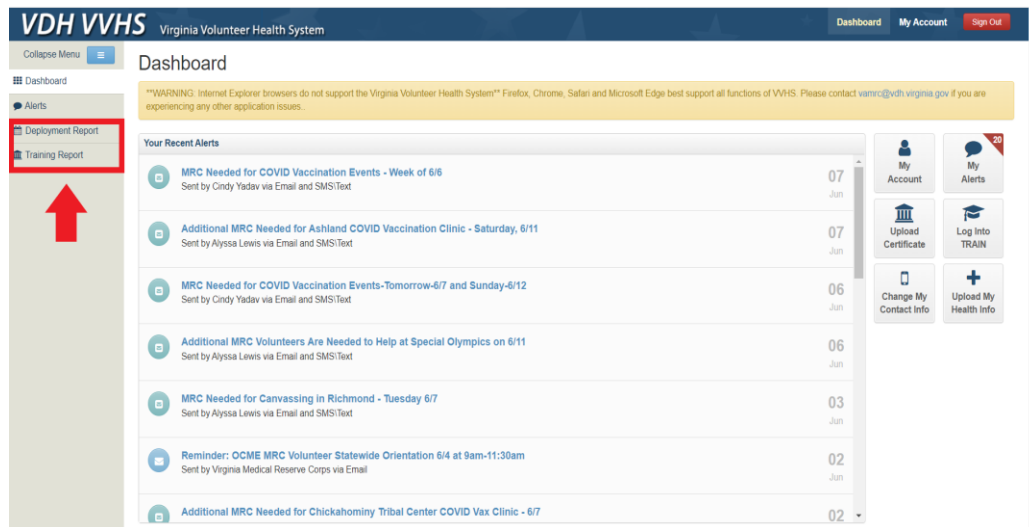 VDH VVHS Virginia Volunteer Health System
Dashboard My Account Sign Out
Collapse Menu
Dashboard
Alerts
Deployment Report
Training Report
Dashboard
**WARNING: Internet Explorer browsers do not support the Virginia Volunteer Health System** Firefox, Chrome, Safari and Microsoft Edge best support all functions of VVHS. Please contact vamrc@vdh.virginia.gov if you are
experiencing any other application issues..
Your Recent Alerts
MRC Needed for COVID Vaccination Events - Week of 6/6
Sent by Cindy Yadav via Email and SMS\Text
07
Jun
Additional MRC Needed for Ashland COVID Vaccination Clinic - Saturday, 6/11
Sent by Alyssa Lewis via Email and SMS\Text
07
Jun
MRC Needed for COVID Vaccination Events-Tomorrow-6/7 and Sunday-6/12
Sent by Cindy Yadav via Email and SMS\Text
06
Jun
Additional MRC Volunteers Are Needed to Help at Special Olympics on 6/11
Sent by Alyssa Lewis via Email and SMS\Text
06
Jun
MRC Needed for Canvassing in Richmond - Tuesday 6/7
Sent by Alyssa Lewis via Email and SMS\Text
03
Jun
Reminder: OCME MRC Volunteer Statewide Orientation 6/4 at 9am-11:30am
Sent by Virginia Medical Reserve Corps via Email
02
Jun
Additional MRC Needed for Chickahominy Tribal Center COVID Vax Clinic - 6/7
02
My
Account
20
My
Alerts
Upload
Certificate
Log Into
TRAIN
Change My
Contact Info
Upload My
Health Info